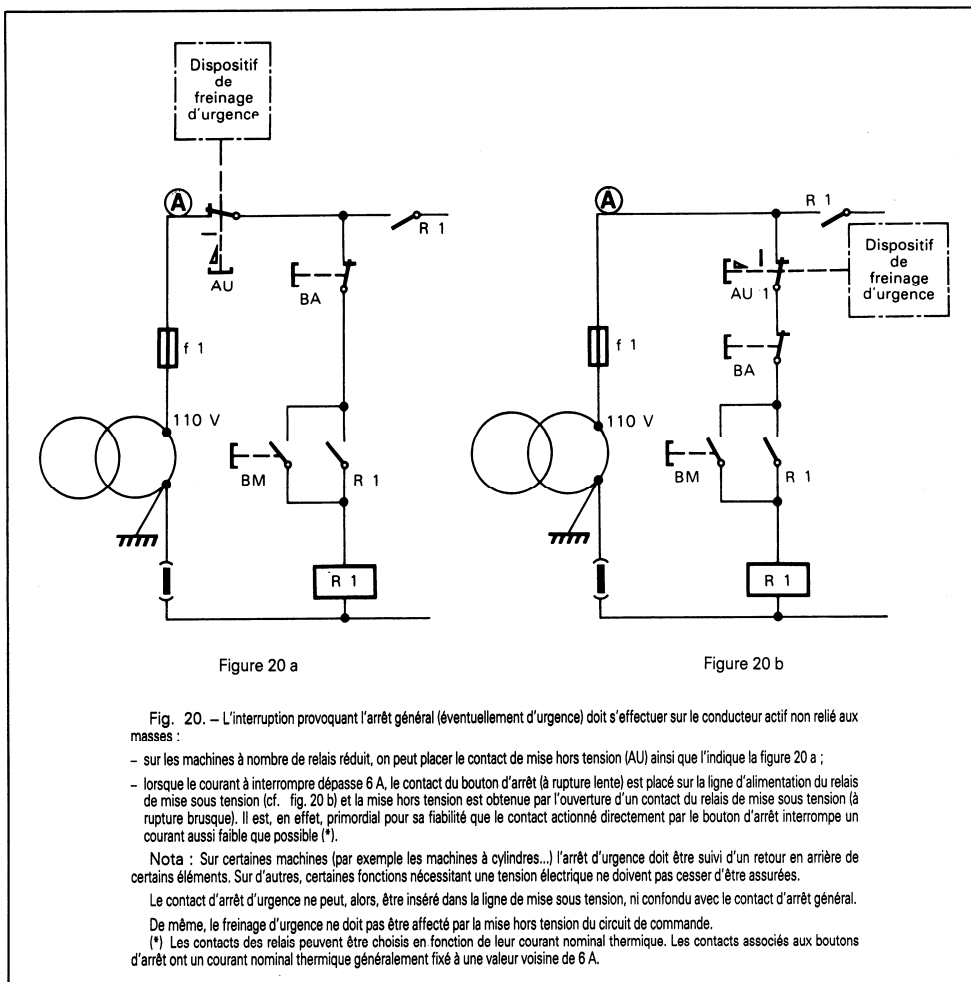 Dispositif
de
freinage
d'urgence
A
R 1
AU
BA
f 1
110 V
BM
R 1
R 1
Figure 20 a
A
R 1
Dispositif
de
freinage
d'urgence
AU 1
BA
f 1
110 V
BM
R 1
R 1
Figure 20 b
Fig. 20. – L'interruption provoquant l'arrêt général (éventuellement d'urgence) doit s'effectuer sur le conducteur actif non relié aux
masses :
– sur les machines à nombre de relais réduit, on peut placer le contact de mise hors tension (AU) ainsi que l'indique la figure 20 a ;
– lorsque le courant à interrompre dépasse 6 A, le contact du bouton d'arrêt (à rupture lente) est placé sur la ligne d'alimentation du relais
de mise sous tension (cf. fig. 20 b) et la mise hors tension est obtenue par l'ouverture d'un contact du relais de mise sous tension (à
rupture brusque). Il est, en effet, primordial pour sa fiabilité que le contact actionné directement par le bouton d'arrêt interrompe un
courant aussi faible que possible (*).
Nota : Sur certaines machines (par exemple les machines à cylindres...) l'arrêt d'urgence doit être suivi d'un retour en arrière de
certains éléments. Sur d'autres, certaines fonctions nécessitant une tension électrique ne doivent pas cesser d'être assurées.
Le contact d'arrêt d'urgence ne peut, alors, être inséré dans la ligne de mise sous tension, ni confondu avec le contact d'arrêt général.
De même, le freinage d'urgence ne doit pas être affecté par la mise hors tension du circuit de commande.
(*) Les contacts des relais peuvent être choisis en fonction de leur courant nominal thermique. Les contacts associés aux boutons
d'arrêt ont un courant nominal thermique généralement fixé à une valeur voisine de 6 A.